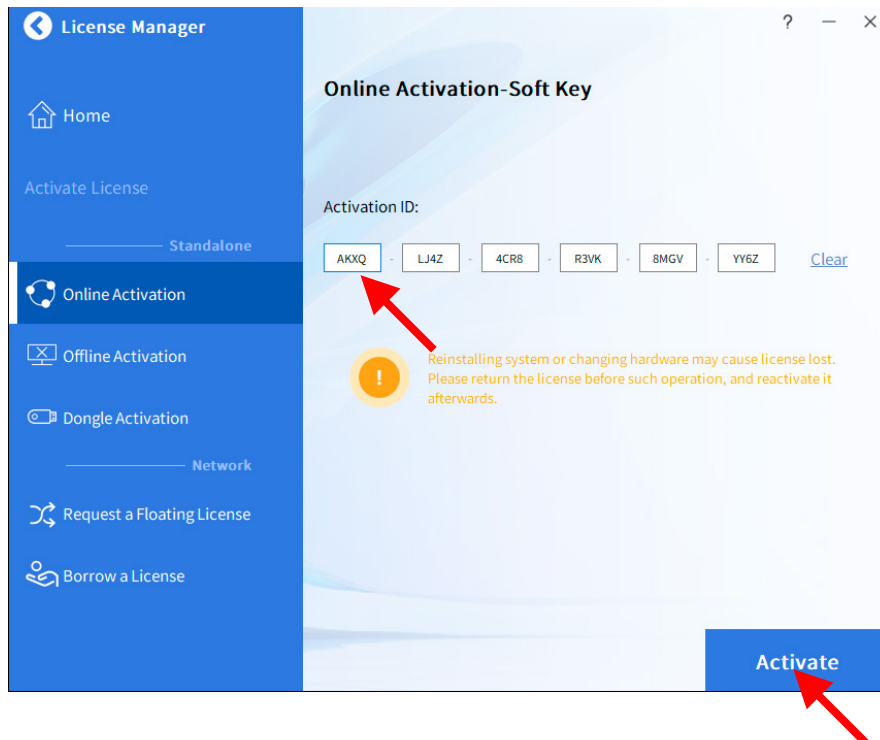 License Manager
?
Home
Activate License
Standalone
Online Activation
Offline Activation
Dongle Activation
Network
Request a Floating License
Borrow a License
Online Activation-Soft Key
Activation ID:
AKXQ - LJ4Z - 4CR8 - R3VK - 8MGV - YY6Z Clear
!
Reinstalling system or changing hardware may cause license lost.
Please return the license before such operation, and reactivate it
afterwards.
Activate